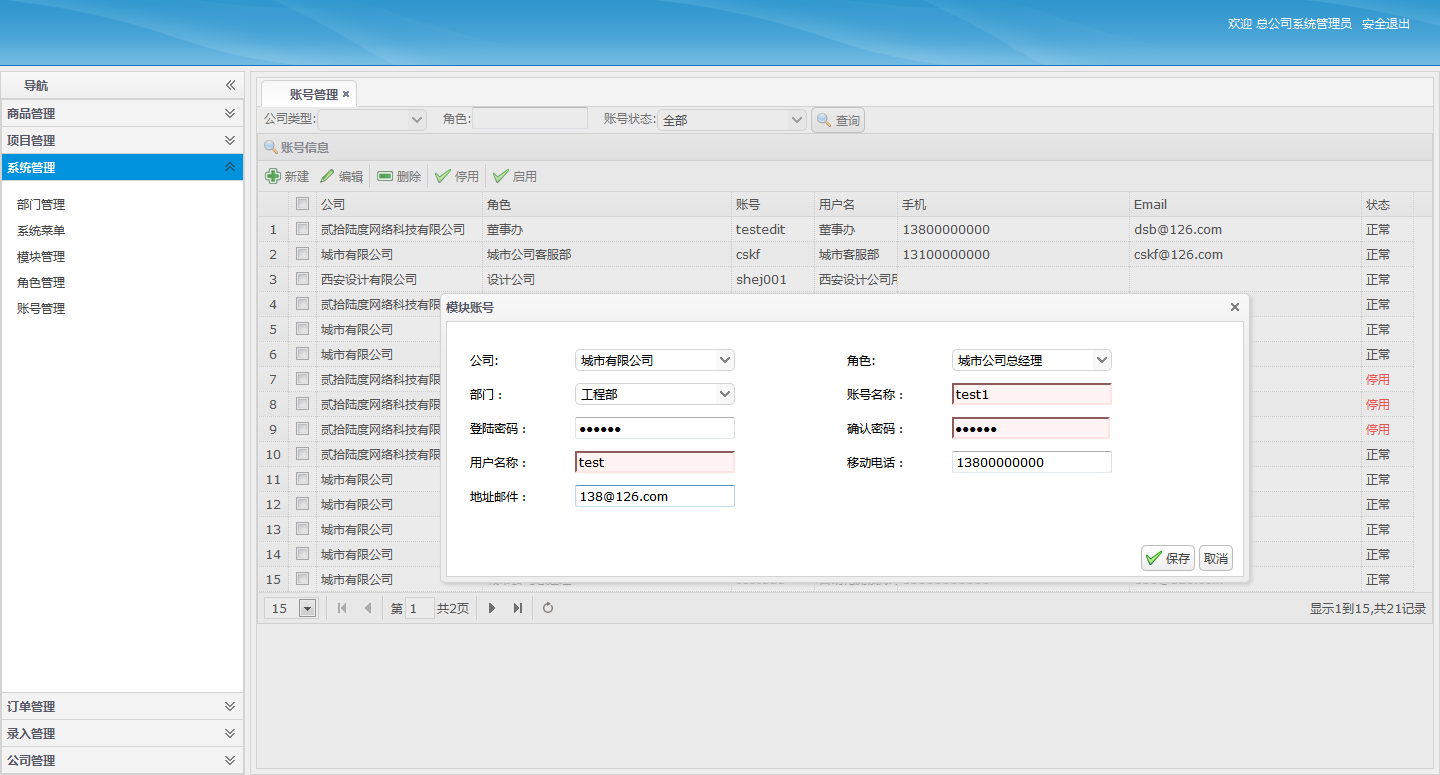 欢迎 总公司系统管理员 安全退出
导航
商品管理
项目管理
系统管理
部门管理
系统菜单
模块管理
角色管理
账号管理
订单管理
录入管理
公司管理
账号管理
公司类型: 角色: 账号状态: 全部 查询
账号信息
新建 编辑 删除 停用 启用
公司 角色 账号 用户名 手机 Email 状态
1 贰拾陆度网络科技有限公司 董事办 testedit 董事办 13800000000 dsb@126.com 正常
2 城市有限公司 城市公司客服部 cskf 城市客服部 13100000000 cskf@126.com 正常
3 西安设计有限公司 设计公司 shej001 西安设计公司用 正常
4 贰拾陆度网络科技有限 正常
5 城市有限公司 正常
6 城市有限公司 正常
7 贰拾陆度网络科技有限 停用
8 贰拾陆度网络科技有限 停用
9 贰拾陆度网络科技有限 停用
10 贰拾陆度网络科技有限 正常
11 城市有限公司 正常
12 城市有限公司 正常
13 城市有限公司 正常
14 城市有限公司 正常
15 城市有限公司 正常
模块账号
公司: 城市有限公司 角色: 城市公司总经理
部门： 工程部 账号名称： test1
登陆密码： ●●●●●● 确认密码： ●●●●●●
用户名称： test 移动电话： 13800000000
地址邮件： 138@126.com
保存 取消
15 第 1 共2页 显示1到15,共21记录